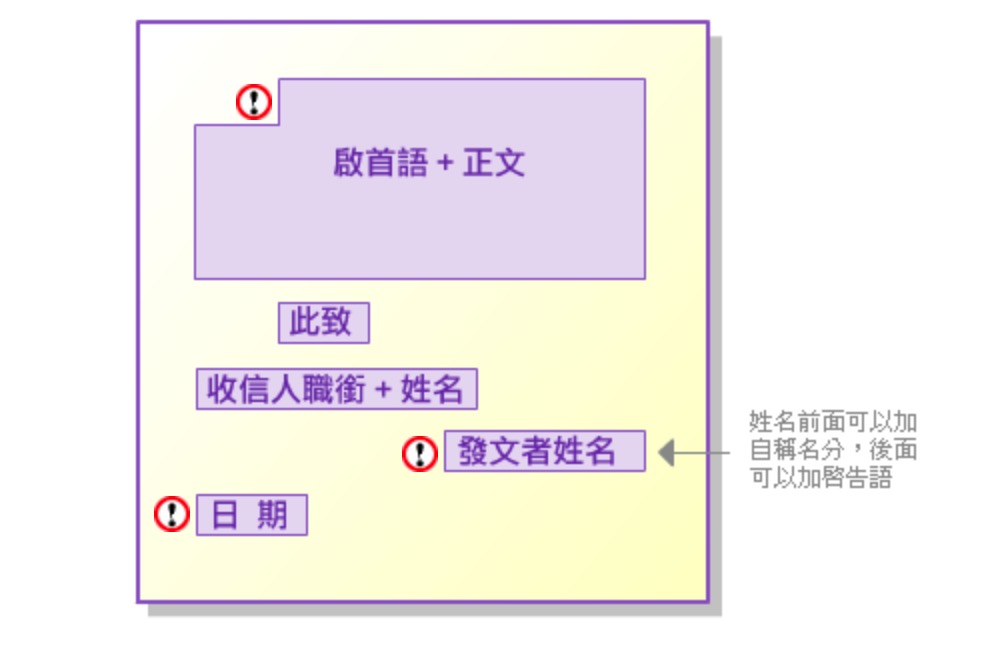 啟首語 + 正文
此致
收信人職銜 + 姓名
發文者姓名
姓名前面可以加
自稱名分，後面
可以加啓告語
日 期